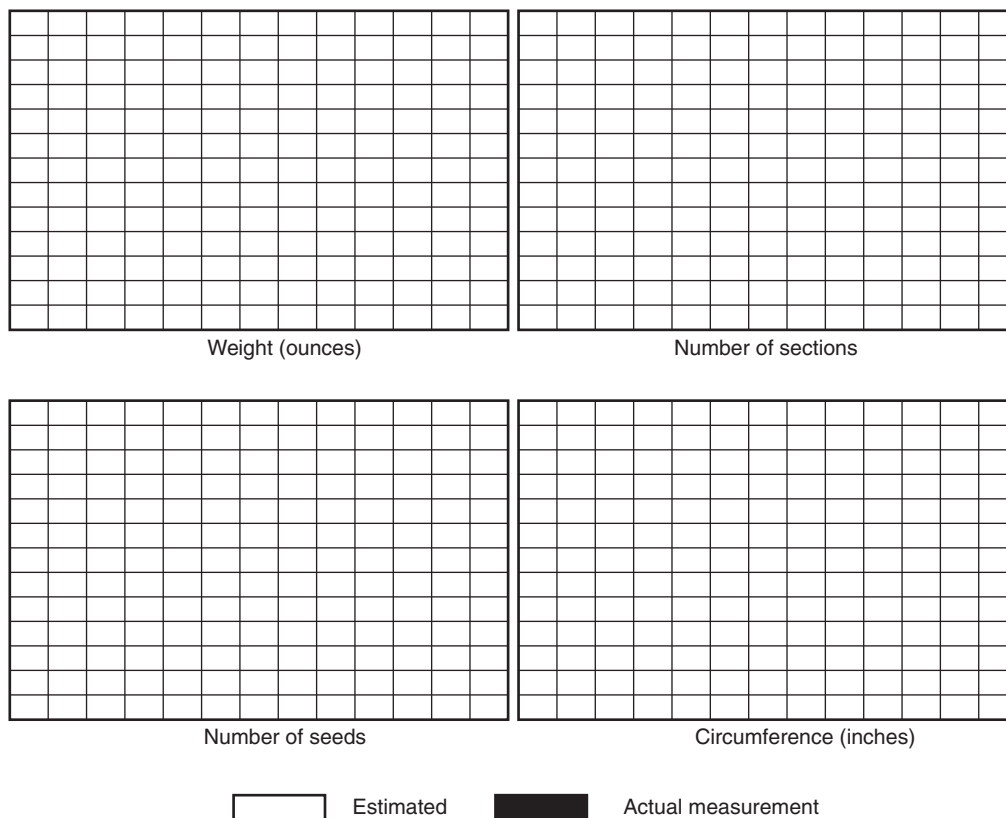 Weight (ounces)
Number of sections
Number of seeds
Circumference (inches)
Estimated
Actual measurement